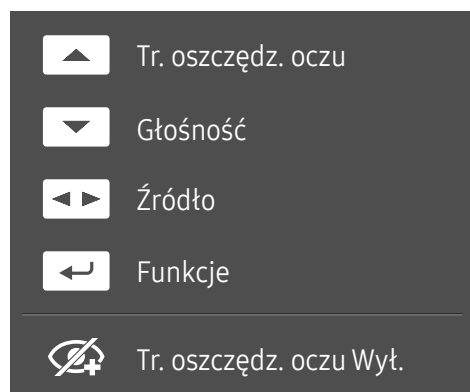 Tr. oszczędz. oczu
Głośność
Źródło
Funkcje
Tr. oszczędz. oczu Wył.